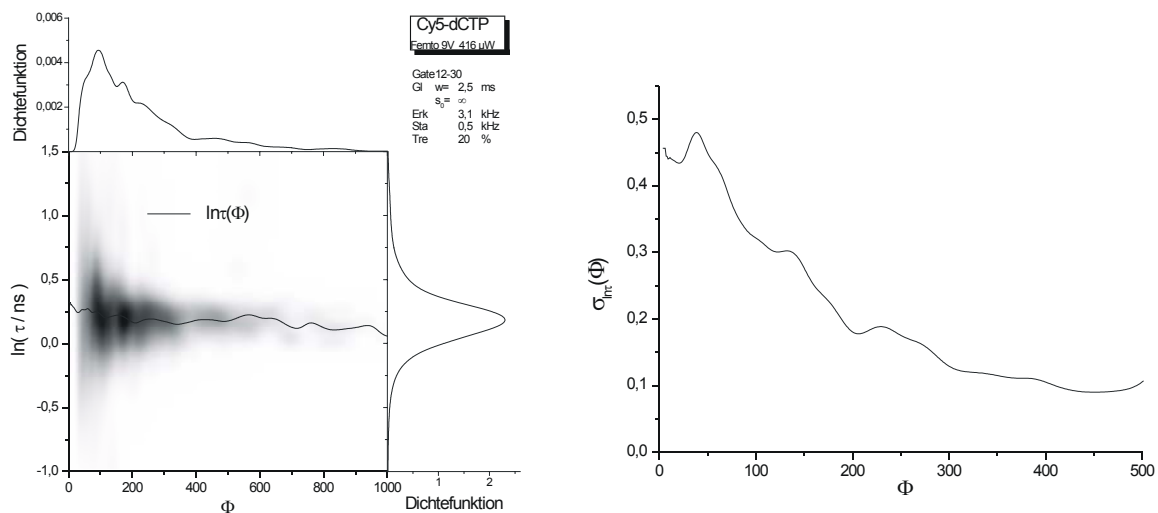 0,006
0,004
0,002
Dichtefunktion
Cy5-dCTP
Femto 9V 416 µW
Gate12-30
Gl w= 2,5 ms
s₀= ∞
Erk 3,1 kHz
Sta 0,5 kHz
Tre 20 %
1,5
1,0
0,5
0,0
-0,5
-1,0
ln( τ / ns )
lnτ(Φ)
0 200 400 600 800 1000
Φ
1 2
Dichtefunktion
0,5
0,4
0,3
0,2
0,1
0,0
σlnτ(Φ)
0 100 200 300 400 500
Φ